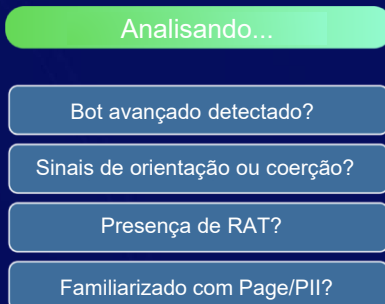 Analisando...
Bot avançado detectado?
Sinais de orientação ou coerção?
Presença de RAT?
Familiarizado com Page/PII?